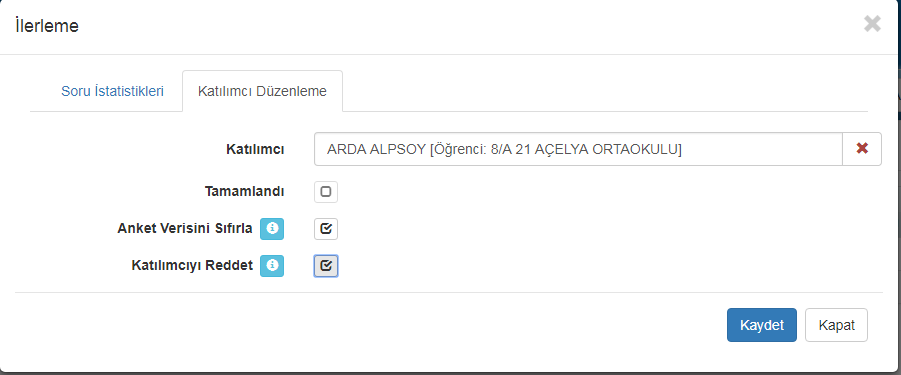 İlerleme
Soru İstatistikleri
Katılımcı Düzenleme
Katılımcı
ARDA ALPSOY [Öğrenci: 8/A 21 AÇELYA ORTAOKULU]
Tamamlandı
Anket Verisini Sıfırla
Katılımcıyı Reddet
Kaydet
Kapat